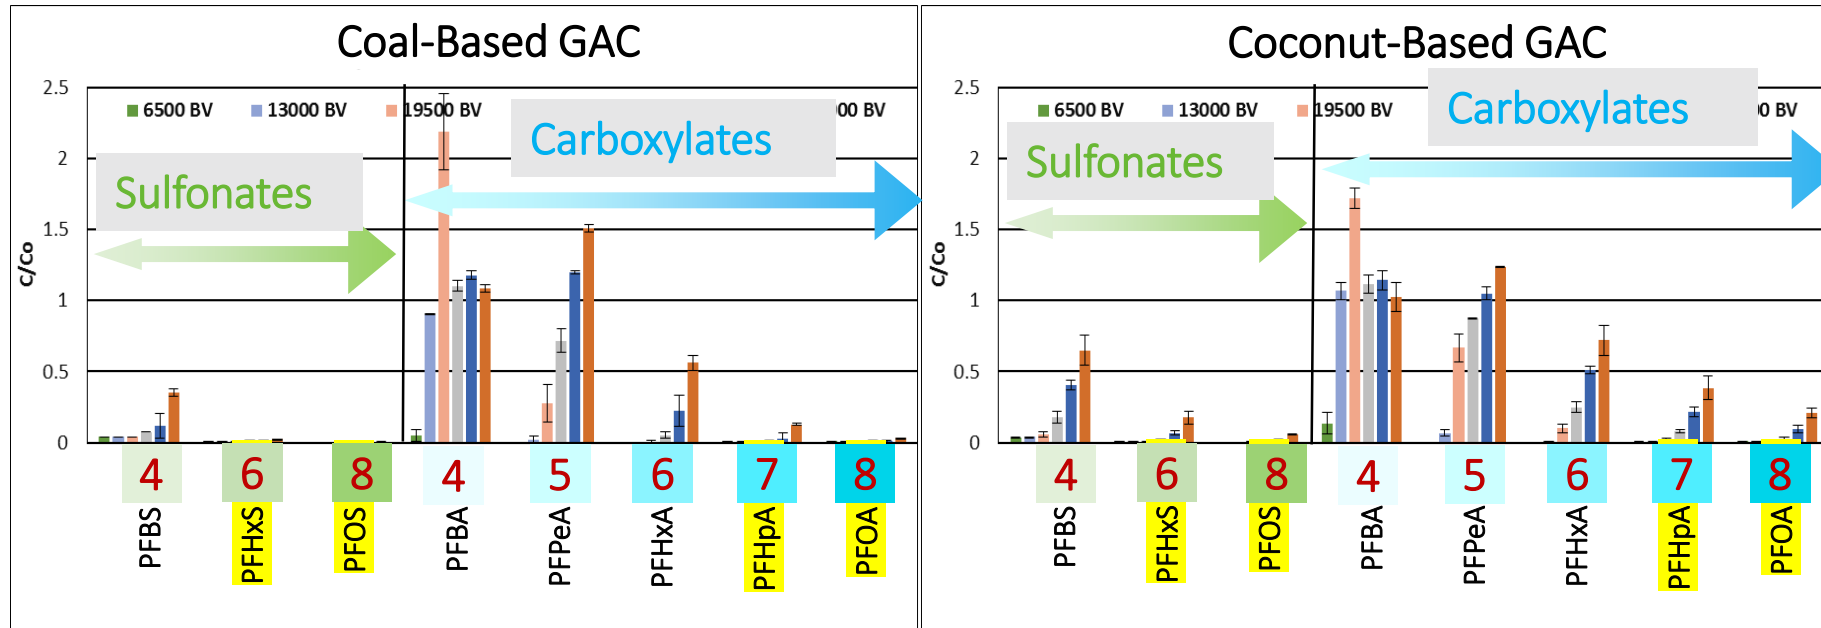 Coal-Based GAC
2.5
2
1.5
1
0.5
0
C/Co
6500 BV
13000 BV
19500 BV
000 BV
Sulfonates
Carboxylates
4
6
8
4
5
6
7
8
PFBS
PFHxS
PFOS
PFBA
PFPeA
PFHxA
PFHpA
PFOA
Coconut-Based GAC
2.5
2
1.5
1
0.5
0
C/Co
6500 BV
13000 BV
19500 BV
00 BV
Sulfonates
Carboxylates
4
6
8
4
5
6
7
8
PFBS
PFHxS
PFOS
PFBA
PFPeA
PFHxA
PFHpA
PFOA